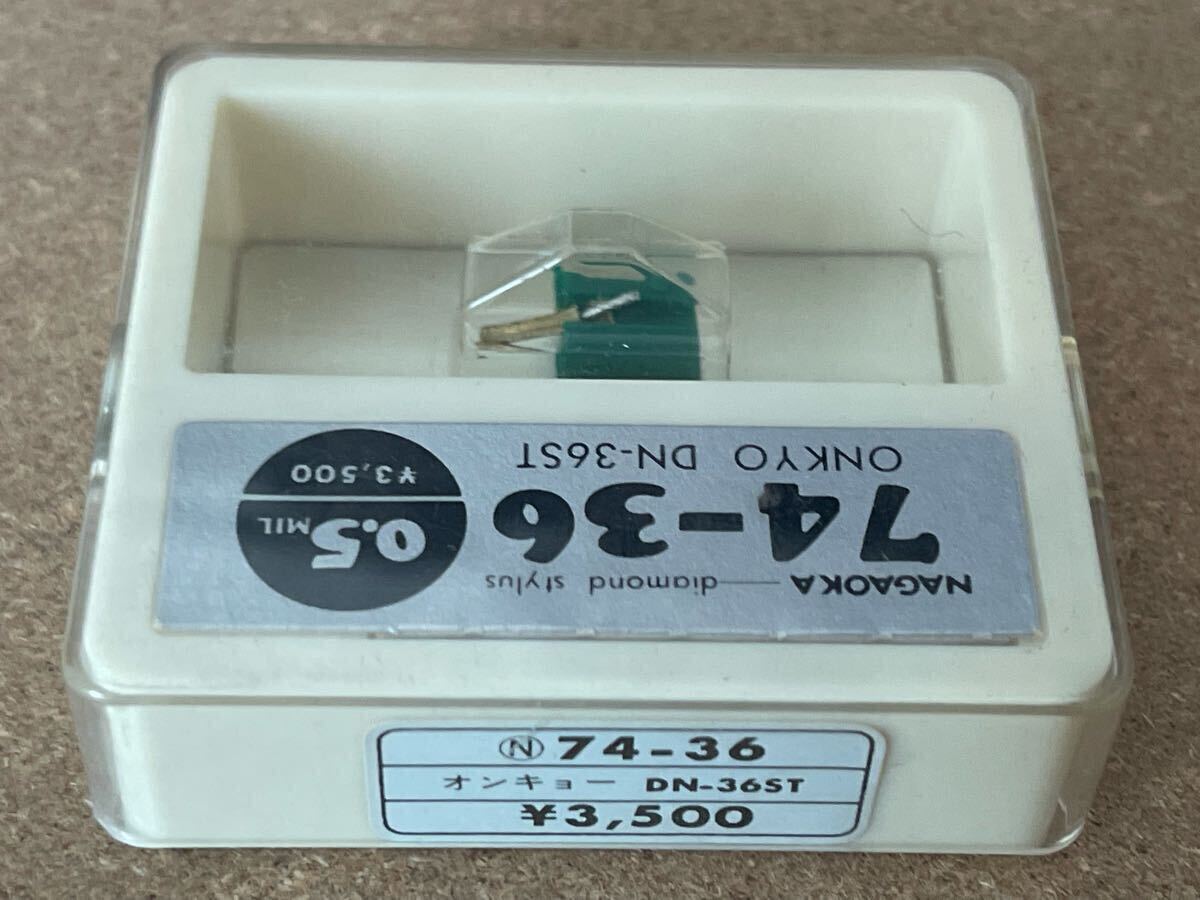 NAGAOKA — diamond stylus
74-36
ONKYO DN-36ST
0.5 MIL
¥3,500
Ⓝ 74-36
オンキョー DN-36ST
¥3,500